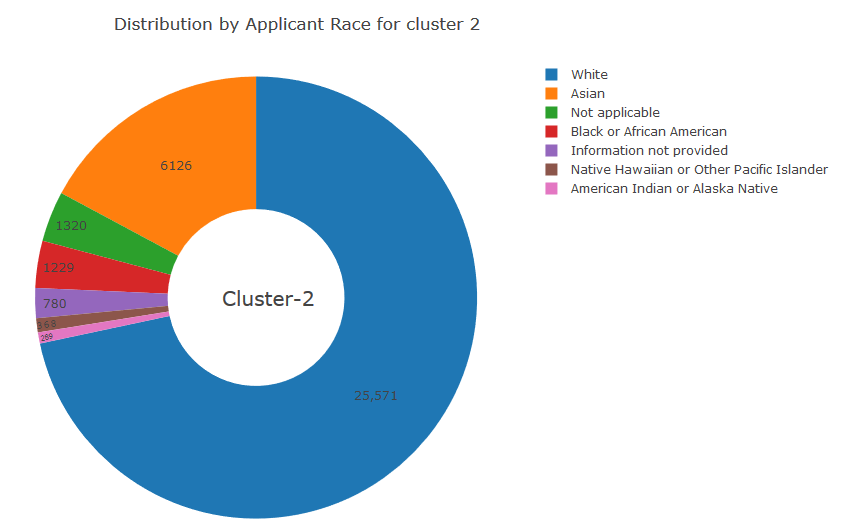 Distribution by Applicant Race for cluster 2
White
Asian
Not applicable
Black or African American
Information not provided
Native Hawaiian or Other Pacific Islander
American Indian or Alaska Native
6126
1320
1229
780
289
Cluster-2
25,571